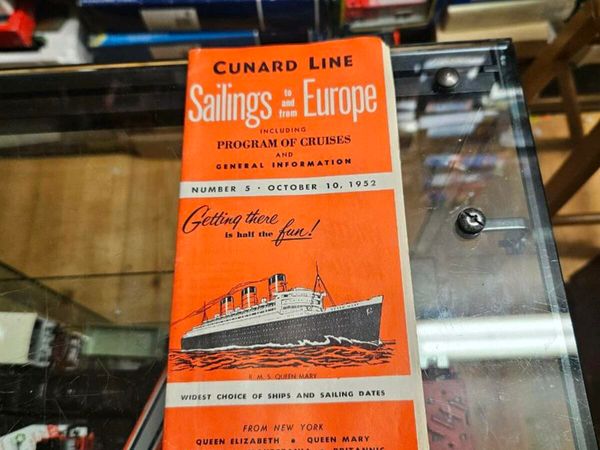 CUNARD LINE
Sailings to and from Europe
INCLUDING
PROGRAM OF CRUISES
AND
GENERAL INFORMATION
NUMBER 5 · OCTOBER 10, 1952
Getting there
is half the fun!
R. M. S. QUEEN MARY
WIDEST CHOICE OF SHIPS AND SAILING DATES
FROM NEW YORK
QUEEN ELIZABETH • QUEEN MARY